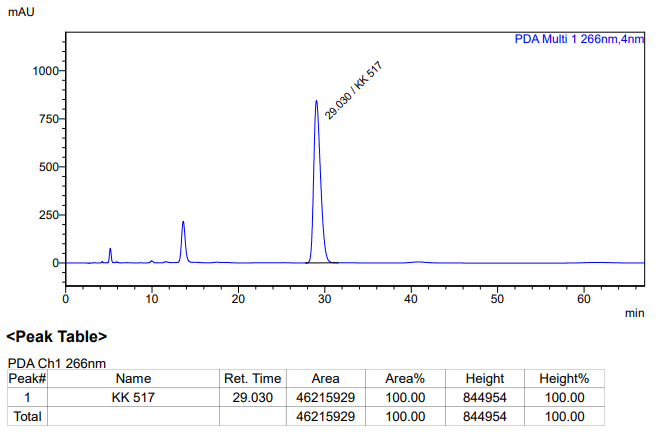 mAU
PDA Multi 1 266nm,4nm
1000
29.030 / KK 517
750
500
250
0
0 10 20 30 40 50 60
min
<Peak Table>
PDA Ch1 266nm
Peak# Name Ret. Time Area Area% Height Height%
1 KK 517 29.030 46215929 100.00 844954 100.00
Total 46215929 100.00 844954 100.00